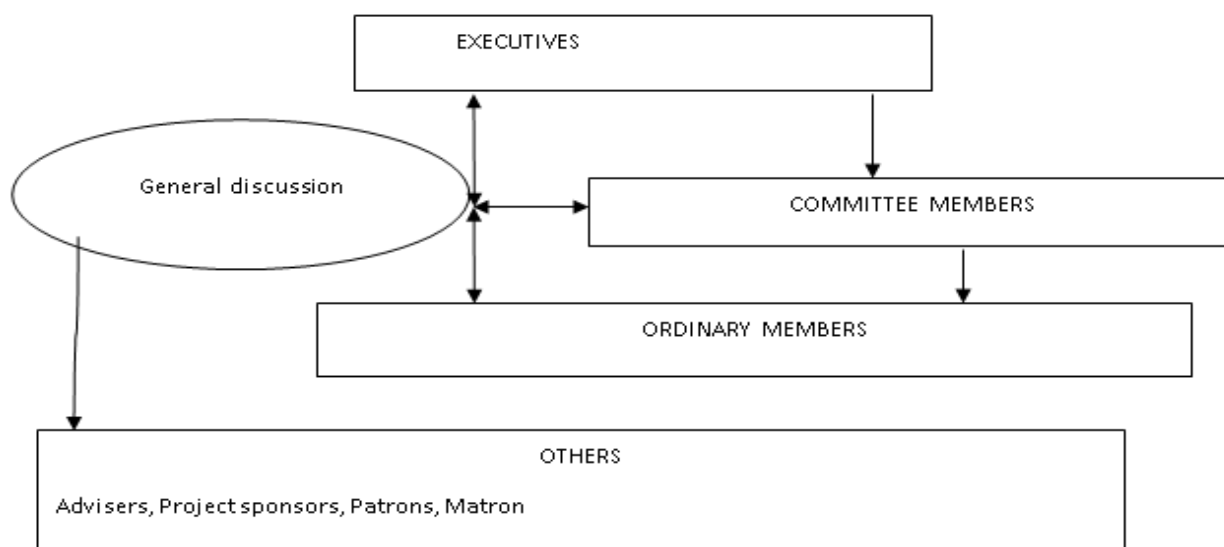 EXECUTIVES
General discussion
COMMITTEE MEMBERS
ORDINARY MEMBERS
OTHERS
Advisers, Project sponsors, Patrons, Matron